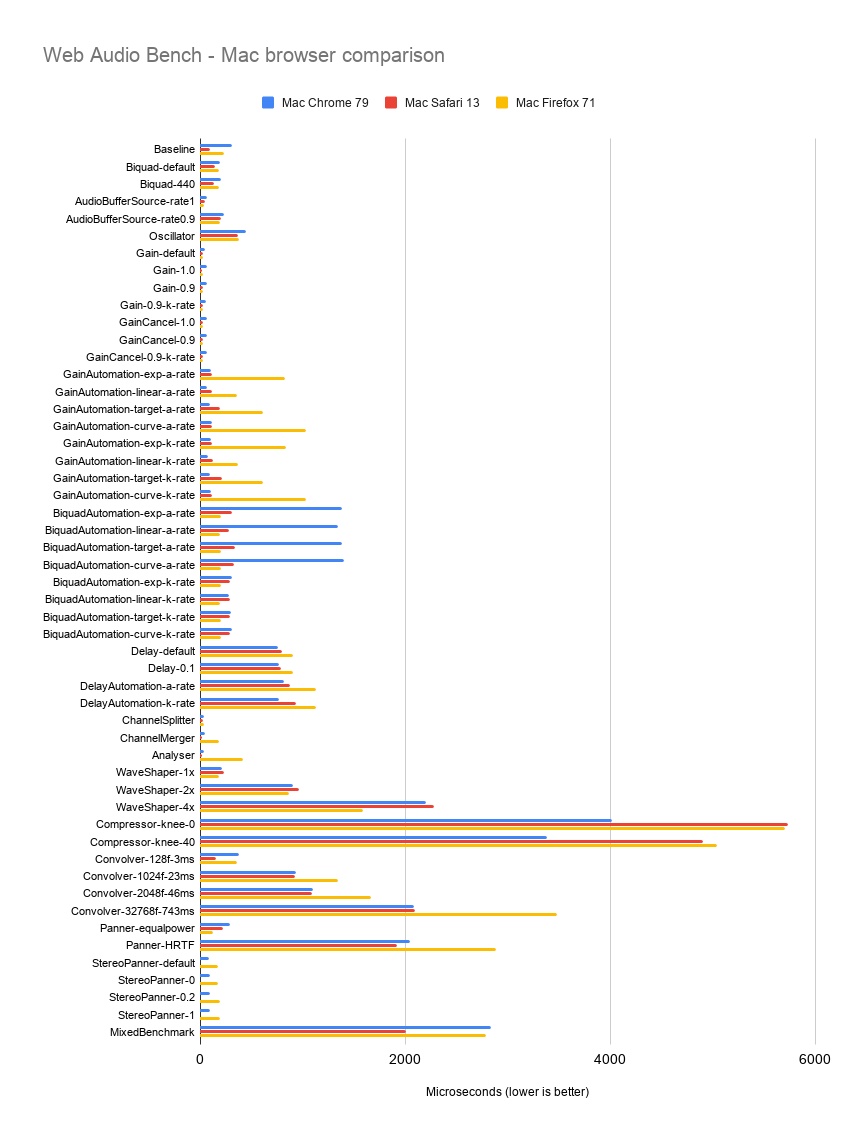 Web Audio Bench - Mac browser comparison
Mac Chrome 79 Mac Safari 13 Mac Firefox 71
Baseline
Biquad-default
Biquad-440
AudioBufferSource-rate1
AudioBufferSource-rate0.9
Oscillator
Gain-default
Gain-1.0
Gain-0.9
Gain-0.9-k-rate
GainCancel-1.0
GainCancel-0.9
GainCancel-0.9-k-rate
GainAutomation-exp-a-rate
GainAutomation-linear-a-rate
GainAutomation-target-a-rate
GainAutomation-curve-a-rate
GainAutomation-exp-k-rate
GainAutomation-linear-k-rate
GainAutomation-target-k-rate
GainAutomation-curve-k-rate
BiquadAutomation-exp-a-rate
BiquadAutomation-linear-a-rate
BiquadAutomation-target-a-rate
BiquadAutomation-curve-a-rate
BiquadAutomation-exp-k-rate
BiquadAutomation-linear-k-rate
BiquadAutomation-target-k-rate
BiquadAutomation-curve-k-rate
Delay-default
Delay-0.1
DelayAutomation-a-rate
DelayAutomation-k-rate
ChannelSplitter
ChannelMerger
Analyser
WaveShaper-1x
WaveShaper-2x
WaveShaper-4x
Compressor-knee-0
Compressor-knee-40
Convolver-128f-3ms
Convolver-1024f-23ms
Convolver-2048f-46ms
Convolver-32768f-743ms
Panner-equalpower
Panner-HRTF
StereoPanner-default
StereoPanner-0
StereoPanner-0.2
StereoPanner-1
MixedBenchmark
0 2000 4000 6000
Microseconds (lower is better)